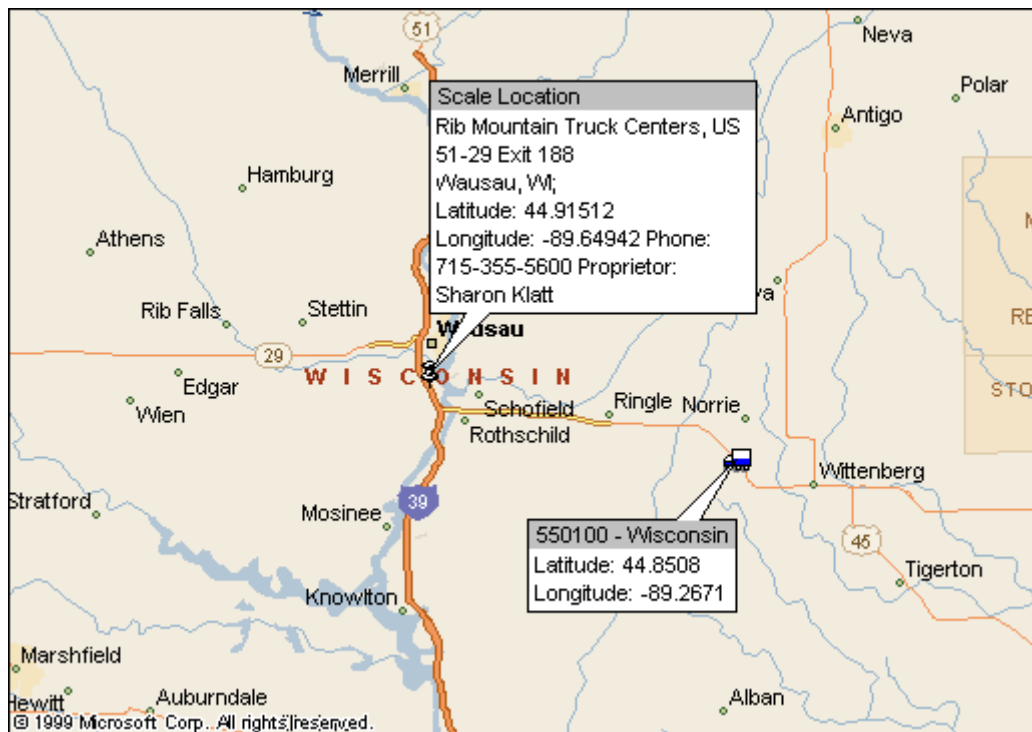 51
Neva
Merrill
Polar
Scale Location
Rib Mountain Truck Centers, US
51-29 Exit 188
Wausau, WI;
Latitude: 44.91512
Longitude: -89.64942 Phone:
715-355-5600 Proprietor:
Sharon Klatt
Antigo
Hamburg
Athens
Rib Falls
Stettin
Wausau
29
WISCONSIN
Edgar
Wien
Schofield
Rothschild
Ringle
Norrie
Wittenberg
Stratford
39
Mosinee
550100 - Wisconsin
Latitude: 44.8508
Longitude: -89.2671
45
Tigerton
Knowlton
Marshfield
Hewitt
Auburndale
Alban
© 1999 Microsoft Corp. All rights reserved.